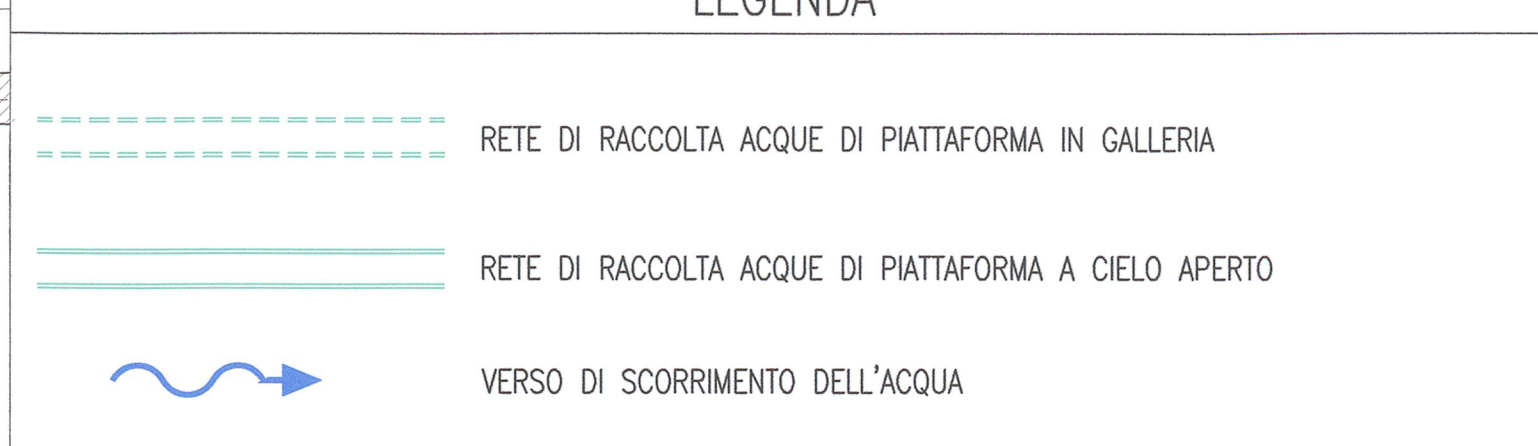 LEGENDA
RETE DI RACCOLTA ACQUE DI PIATTAFORMA IN GALLERIA
RETE DI RACCOLTA ACQUE DI PIATTAFORMA A CIELO APERTO
VERSO DI SCORRIMENTO DELL'ACQUA